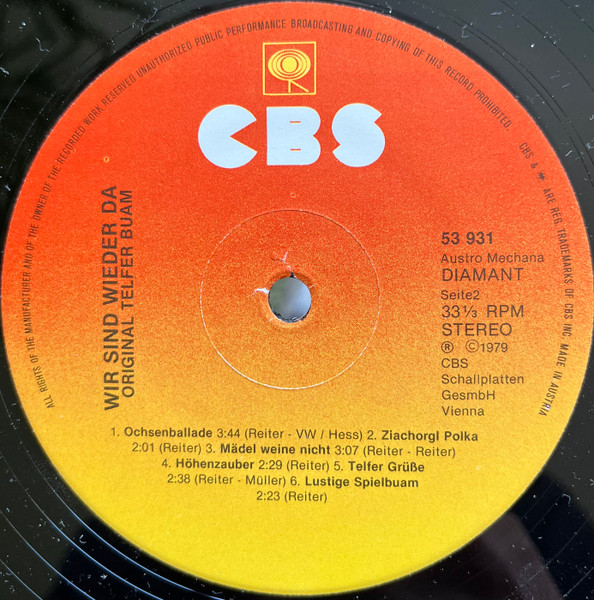 ALL RIGHTS OF THE MANUFACTURER AND OF THE OWNER OF THE RECORDED WORK RESERVED UNAUTHORIZED PUBLIC PERFORMANCE BROADCASTING AND COPYING OF THIS RECORD PROHIBITED.
CBS & ARE REG. TRADEMARKS OF CBS INC. MADE IN AUSTRIA
CBS
WIR SIND WIEDER DA
ORIGINAL TELFER BUAM
53 931
Austro Mechana
DIAMANT
Seite2
33⅓ RPM
STEREO
Ⓡ ©1979
CBS
Schallplatten
GesmbH
Vienna
1. Ochsenballade 3:44 (Reiter - VW / Hess) 2. Ziachorgl Polka
2:01 (Reiter) 3. Mädel weine nicht 3:07 (Reiter - Reiter)
4. Höhenzauber 2:29 (Reiter) 5. Telfer Grüße
2:38 (Reiter - Müller) 6. Lustige Spielbuam
2:23 (Reiter)